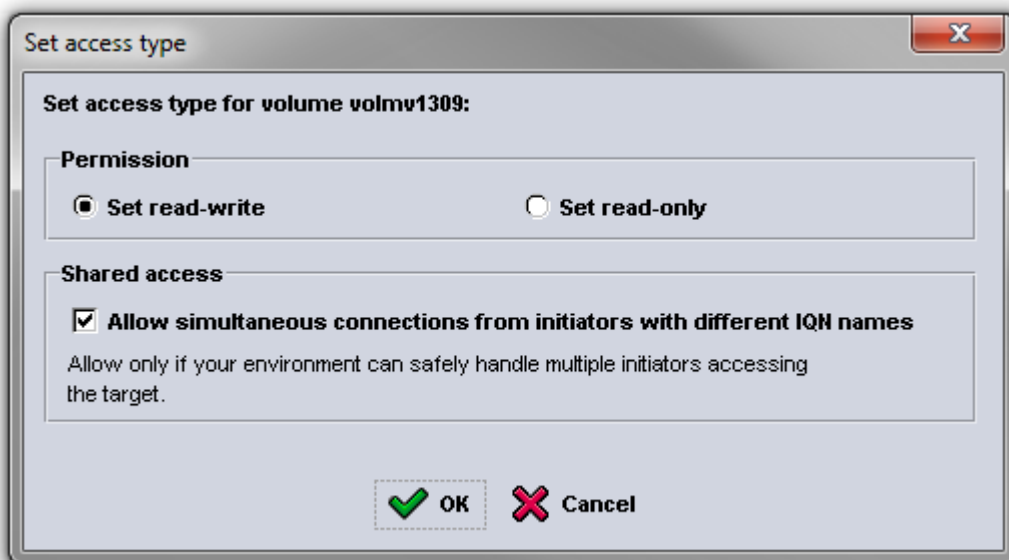 Set access type
Set access type for volume volmv1309:
Permission
Set read-write
Set read-only
Shared access
Allow simultaneous connections from initiators with different IQN names
Allow only if your environment can safely handle multiple initiators accessing
the target.
OK
Cancel